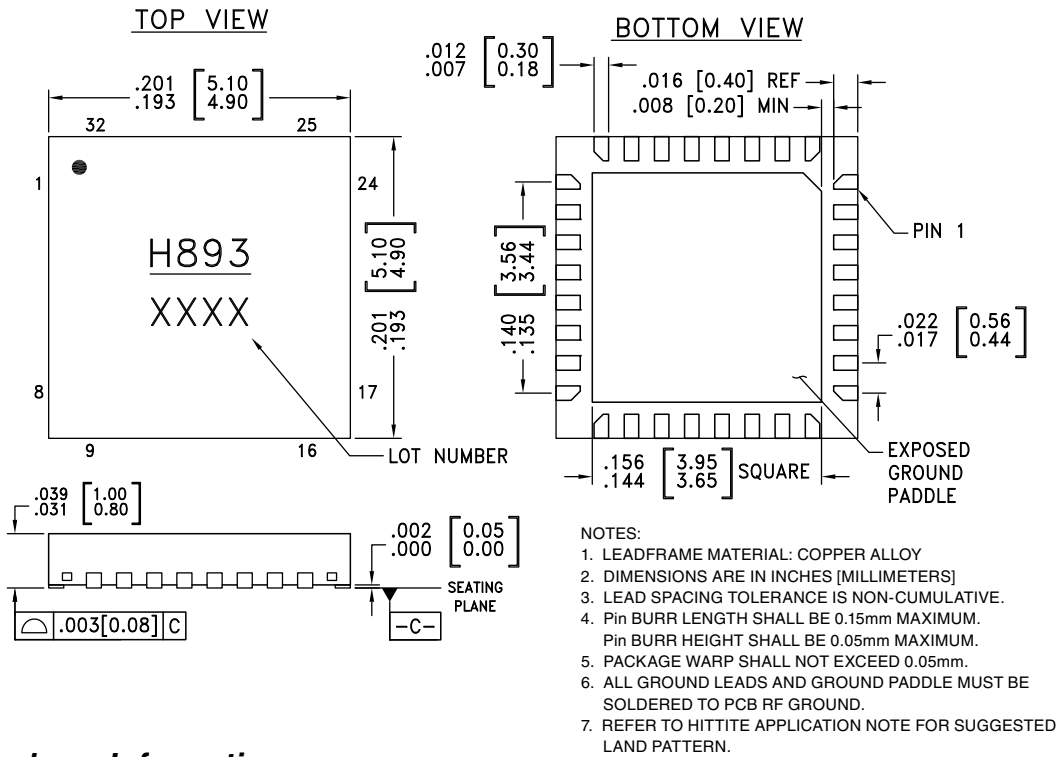 TOP VIEW
.201 [5.10]
.193 [4.90]
32 25
1 24
H893
XXXX
[5.10]
[4.90]
.201
.193
8 17
9 16
LOT NUMBER
BOTTOM VIEW
.012 [0.30]
.007 [0.18]
.016 [0.40] REF
.008 [0.20] MIN
PIN 1
[3.56]
[3.44]
.140
.135
.022 [0.56]
.017 [0.44]
EXPOSED
GROUND
PADDLE
.156 [3.95]
.144 [3.65] SQUARE
.039 [1.00]
.031 [0.80]
.002 [0.05]
.000 [0.00]
SEATING
PLANE
.003[0.08] C
-C-
NOTES:
1. LEADFRAME MATERIAL: COPPER ALLOY
2. DIMENSIONS ARE IN INCHES [MILLIMETERS]
3. LEAD SPACING TOLERANCE IS NON-CUMULATIVE.
4. Pin BURR LENGTH SHALL BE 0.15mm MAXIMUM.
Pin BURR HEIGHT SHALL BE 0.05mm MAXIMUM.
5. PACKAGE WARP SHALL NOT EXCEED 0.05mm.
6. ALL GROUND LEADS AND GROUND PADDLE MUST BE
SOLDERED TO PCB RF GROUND.
7. REFER TO HITTITE APPLICATION NOTE FOR SUGGESTED
LAND PATTERN.